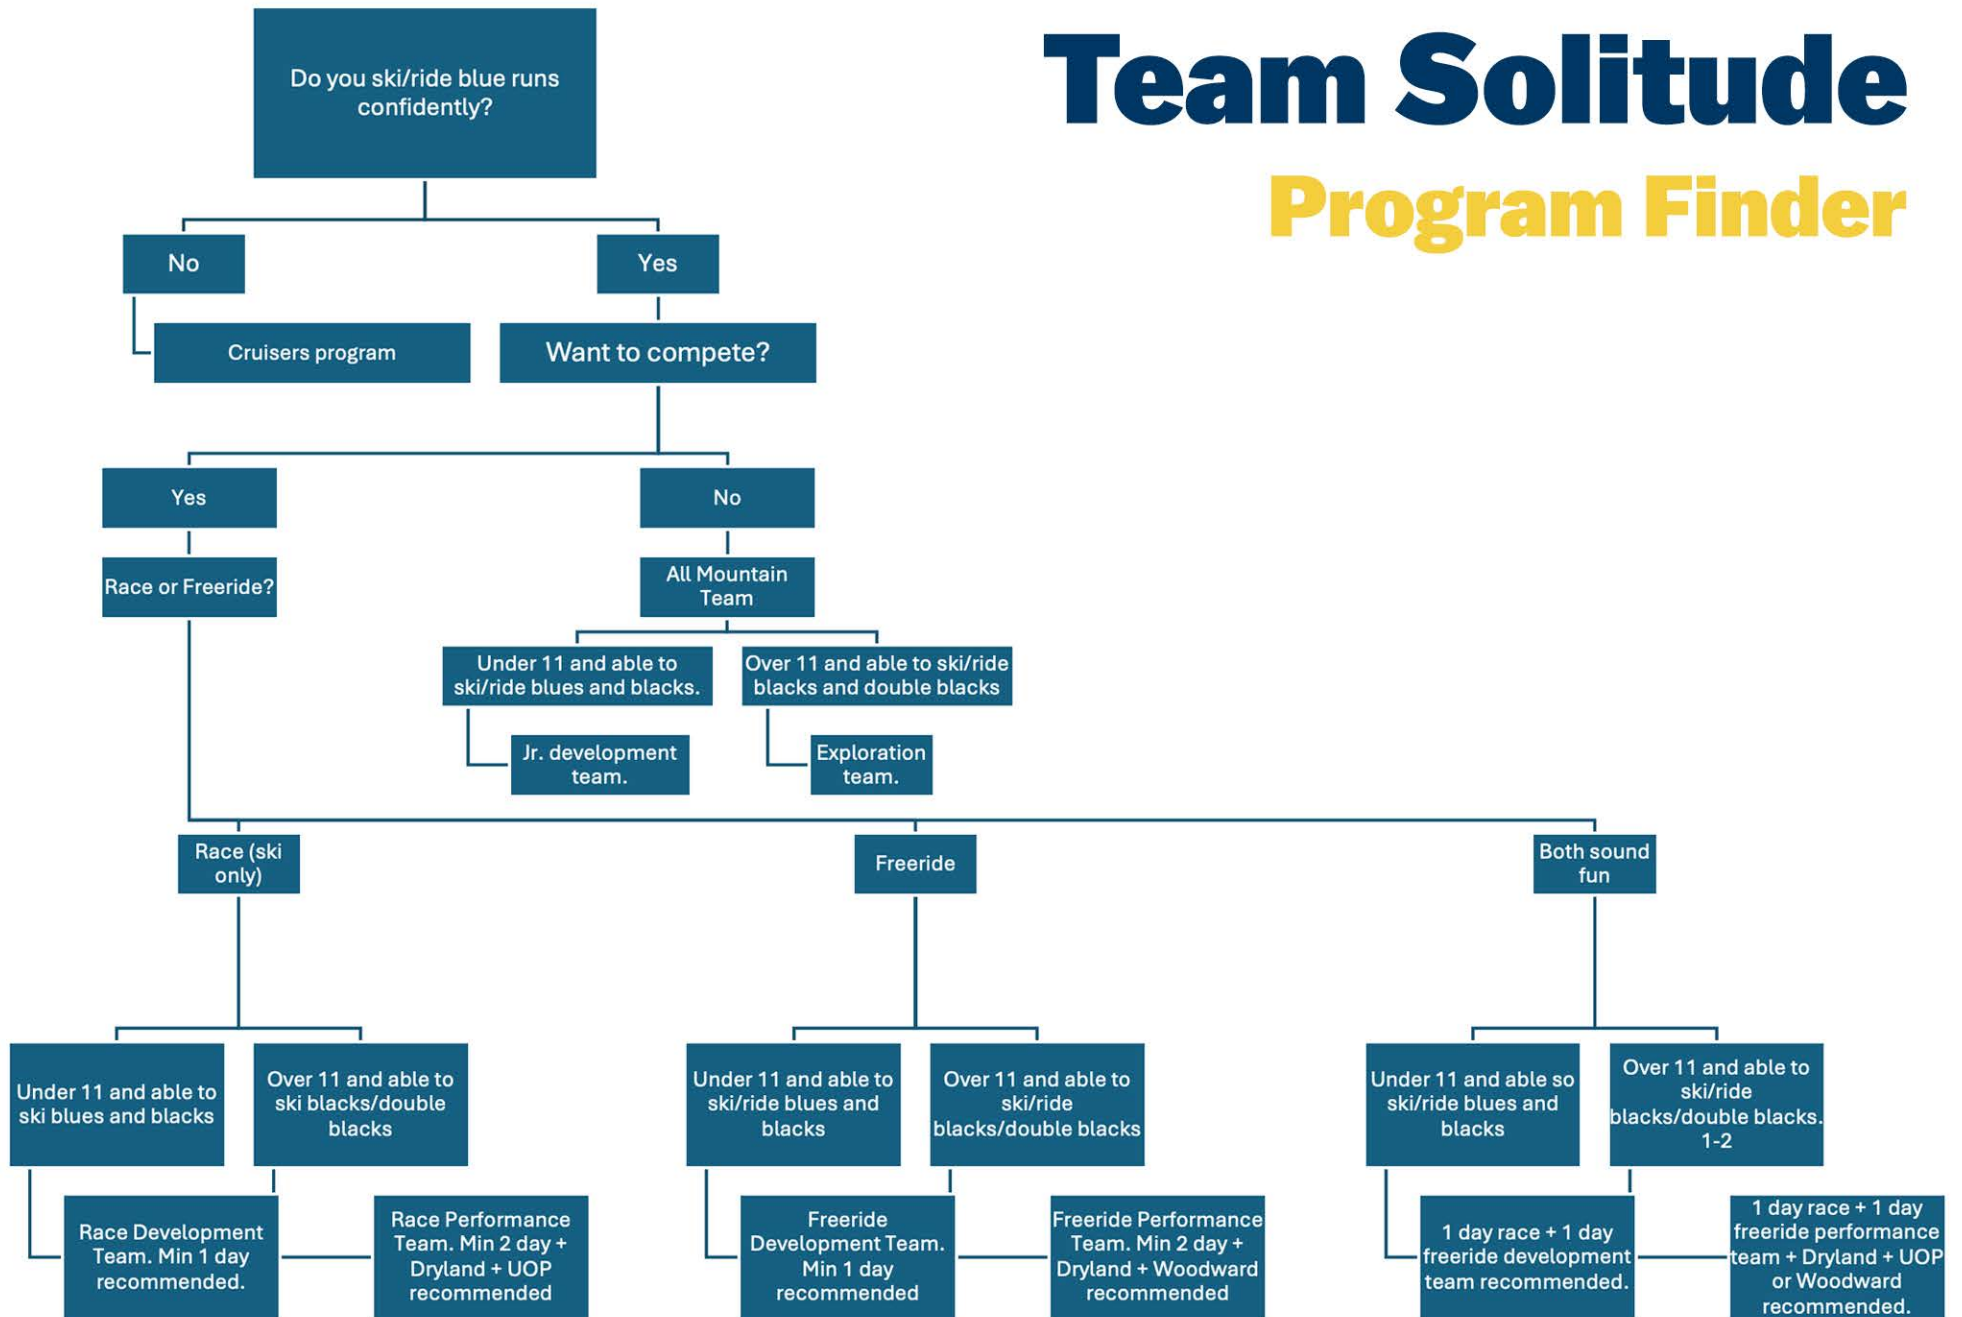 Team Solitude
Program Finder
Do you ski/ride blue runs
confidently?
No
Yes
Cruisers program
Want to compete?
Yes
No
Race or Freeride?
All Mountain
Team
Under 11 and able to
ski/ride blues and blacks.
Over 11 and able to ski/ride
blacks and double blacks
Jr. development
team.
Exploration
team.
Race (ski
only)
Freeride
Both sound
fun
Under 11 and able to
ski blues and blacks
Over 11 and able to
ski blacks/double
blacks
Under 11 and able to
ski/ride blues and
blacks
Over 11 and able to
ski/ride
blacks/double blacks
Under 11 and able so
ski/ride blues and
blacks
Over 11 and able to
ski/ride
blacks/double blacks.
1-2
Race Development
Team. Min 1 day
recommended.
Race Performance
Team. Min 2 day +
Dryland + UOP
recommended
Freeride
Development Team.
Min 1 day
recommended
Freeride Performance
Team. Min 2 day +
Dryland + Woodward
recommended
1 day race + 1 day
freeride development
team recommended.
1 day race + 1 day
freeride performance
team + Dryland + UOP
or Woodward
recommended.